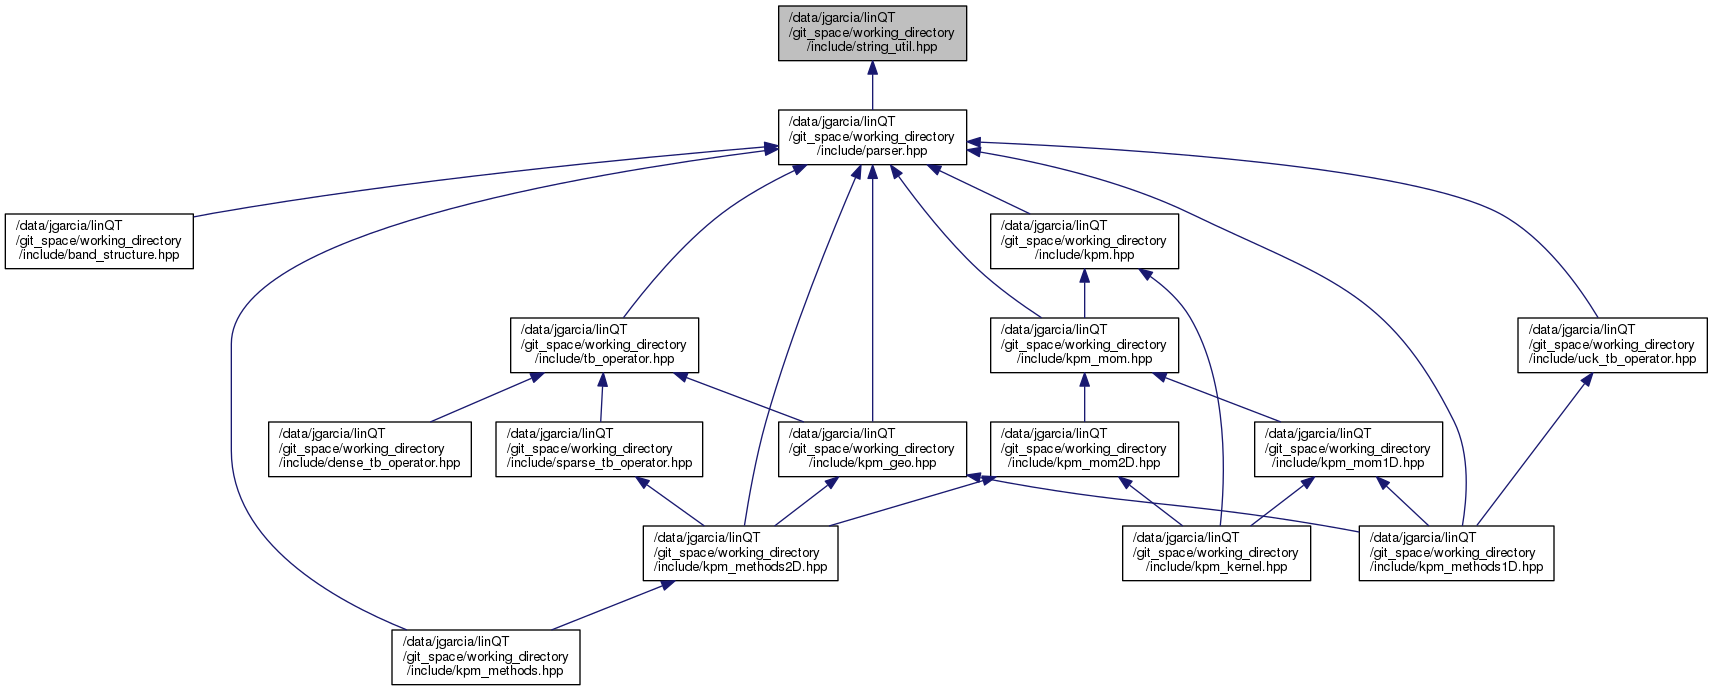 /data/jgarcia/linQT
/git_space/working_directory
/include/string_util.hpp
/data/jgarcia/linQT
/git_space/working_directory
/include/parser.hpp
/data/jgarcia/linQT
/git_space/working_directory
/include/band_structure.hpp
/data/jgarcia/linQT
/git_space/working_directory
/include/kpm.hpp
/data/jgarcia/linQT
/git_space/working_directory
/include/tb_operator.hpp
/data/jgarcia/linQT
/git_space/working_directory
/include/kpm_mom.hpp
/data/jgarcia/linQT
/git_space/working_directory
/include/uck_tb_operator.hpp
/data/jgarcia/linQT
/git_space/working_directory
/include/dense_tb_operator.hpp
/data/jgarcia/linQT
/git_space/working_directory
/include/sparse_tb_operator.hpp
/data/jgarcia/linQT
/git_space/working_directory
/include/kpm_geo.hpp
/data/jgarcia/linQT
/git_space/working_directory
/include/kpm_mom2D.hpp
/data/jgarcia/linQT
/git_space/working_directory
/include/kpm_mom1D.hpp
/data/jgarcia/linQT
/git_space/working_directory
/include/kpm_methods2D.hpp
/data/jgarcia/linQT
/git_space/working_directory
/include/kpm_kernel.hpp
/data/jgarcia/linQT
/git_space/working_directory
/include/kpm_methods1D.hpp
/data/jgarcia/linQT
/git_space/working_directory
/include/kpm_methods.hpp